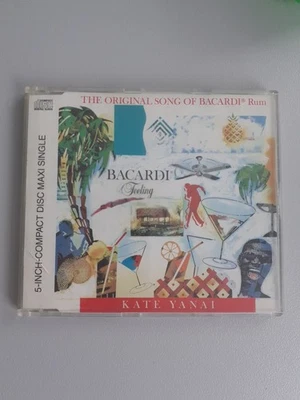 THE ORIGINAL SONG OF BACARDI® Rum
BACARDI
Feeling
KATE YANAI
5-INCH-COMPACT DISC MAXI SINGLE